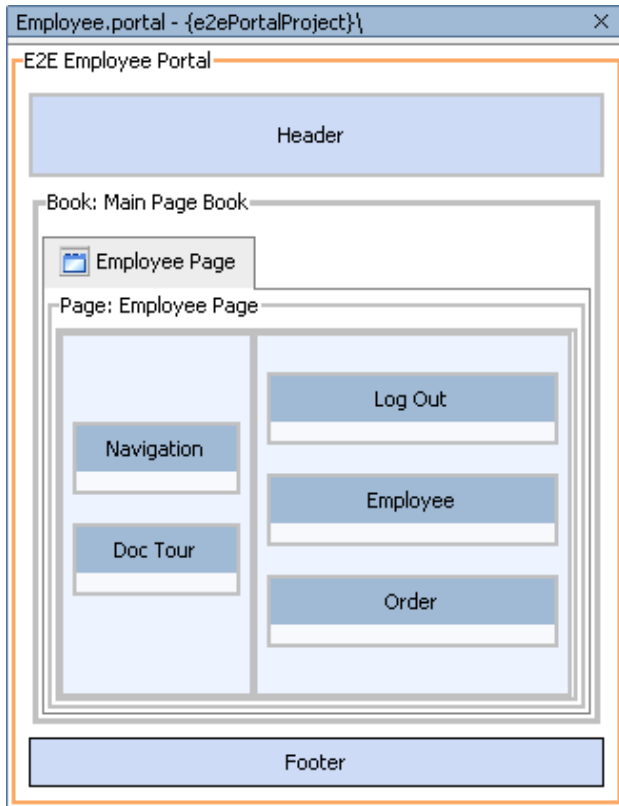 Employee.portal - {e2ePortalProject}\
E2E Employee Portal
Header
Book: Main Page Book
Employee Page
Page: Employee Page
Navigation
Doc Tour
Log Out
Employee
Order
Footer